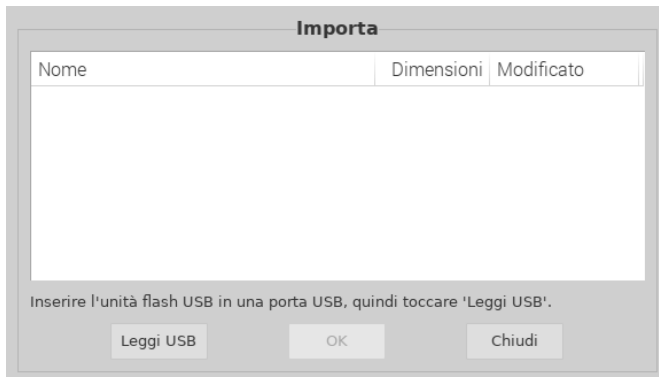 Importa
Nome Dimensioni Modificato
Inserire l'unità flash USB in una porta USB, quindi toccare 'Leggi USB'.
Leggi USB OK Chiudi